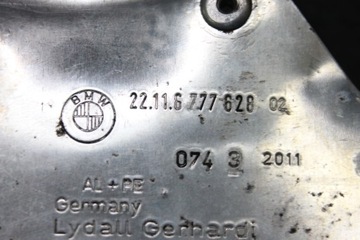 BMW
22.11.6 777 628 02
074 3 2011
AL+PE
Germany
Lydall Gerhardi